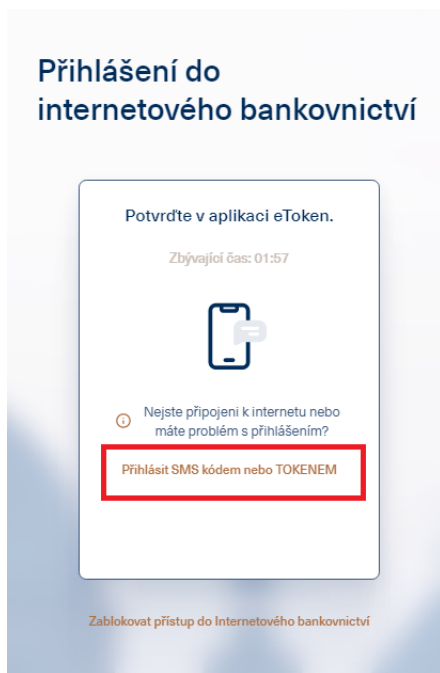 Přihlášení do
internetového bankovnictví
Potvrďte v aplikaci eToken.
Zbývající čas: 01:57
Nejste připojeni k internetu nebo
máte problém s přihlášením?
Přihlásit SMS kódem nebo TOKENEM
Zablokovat přístup do Internetového bankovnictví